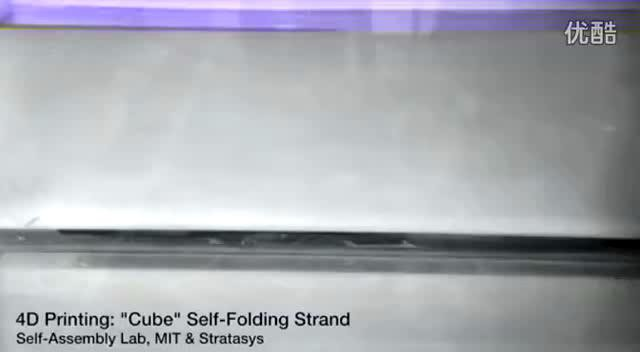 优酷
4D Printing: "Cube" Self-Folding Strand
Self-Assembly Lab, MIT & Stratasys